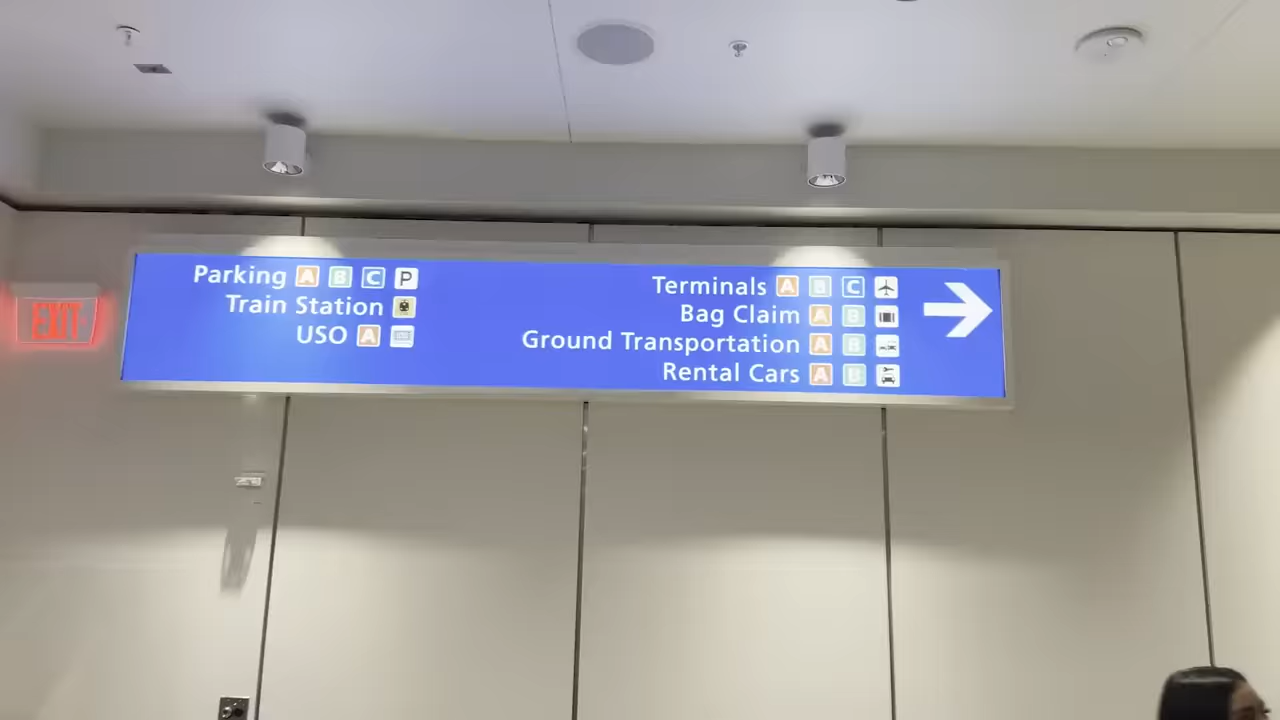 EXIT
Parking A B C P
Train Station
USO A
Terminals A B C
Bag Claim A B
Ground Transportation A B
Rental Cars A B